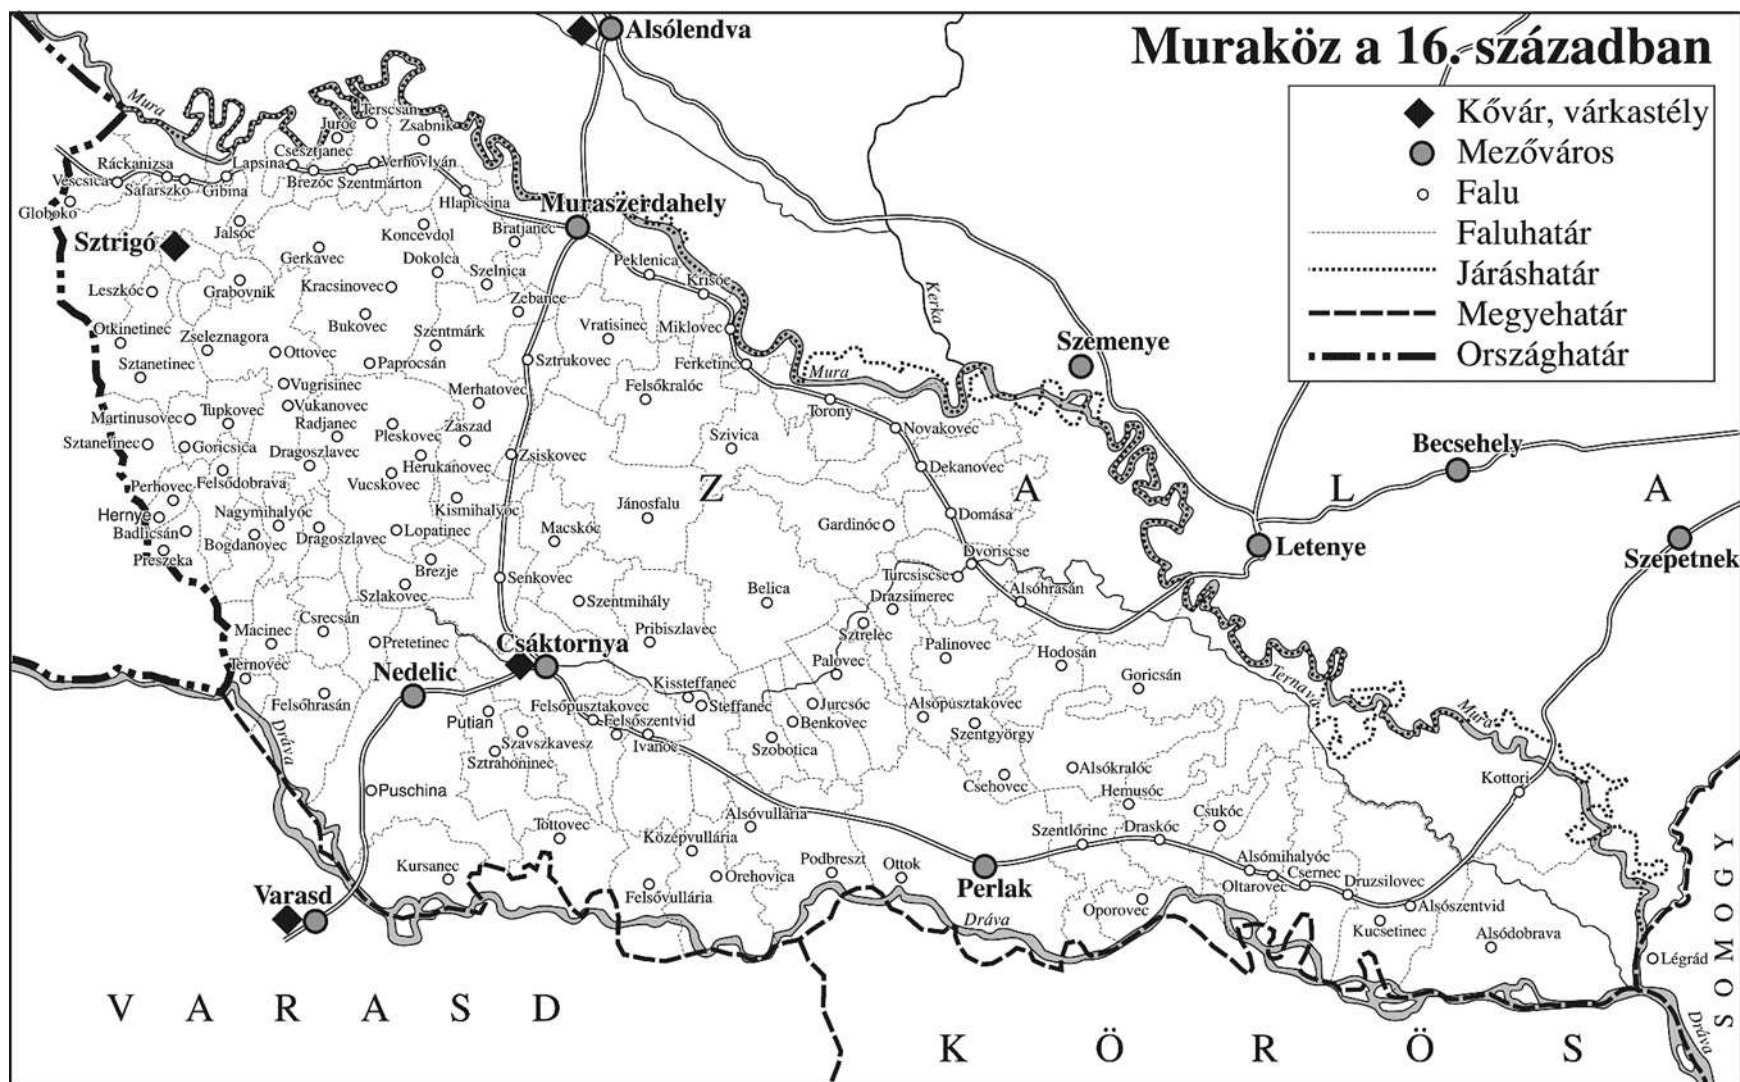 Muraköz a 16. században
Kővár, várkastély
Mezőváros
Falu
Faluhatár
Járáshatár
Megyehatár
Országhatár
Alsólendva
Mura
Terscsán
Juróc
Zsabnik
Csesztjanec
Lapsina
Verhovlyán
Ráckanizsa
Vescsica
Safarszko
Gibina
Brezóc
Szentmárton
Globoko
Hlapicsina
Muraszerdahely
Sztrigó
Jalsóc
Koncevdol
Bratjanec
Gerkavec
Dokolca
Szelnica
Peklenica
Krisóc
Leszkóc
Grabovnik
Kracsinovec
Zebanec
Kerka
Bukovec
Szentmárk
Vratisinec
Miklovec
Otkinetinec
Zseleznagora
Ottovec
Paprocsán
Sztrukovec
Ferketinc
Szemenye
Sztanetinec
Vugrisinec
Merhatovec
Felsőkralóc
Mura
Martinusovec
Tupkovec
Vukanovec
Radjanec
Pleskovec
Zaszad
Torony
Novakovec
Sztanetinec
Goricsica
Dragoszlavec
Herukanovec
Zsiskovec
Szivica
Dekanovec
Becsehely
Felsődobrava
Vucskovec
Perhovec
Kismihalyóc
Jánosfalu
Z A L A
Hernye
Nagymihalyóc
Lopatinec
Macskóc
Gardinóc
Domása
Badlicsán
Bogdanovec
Dragoszlavec
Preszeka
Brezje
Dvoriscse
Letenye
Szepetnek
Szlakovec
Senkovec
Turcsiscse
Szentmihály
Belica
Drazsimerec
Alsóhrasán
Csrecsán
Macinec
Pretetinec
Csáktornya
Pribiszlavec
Sztrelec
Palinovec
Hodosán
Ternovec
Nedelic
Palovec
Goricsán
Ternava
Felsőhrasán
Kissteffanec
Felsőpusztakovec
Steffanec
Jurcsóc
Alsópusztakovec
Mura
Putian
Felsőszentvid
Benkovec
Dráva
Szavszkavesz
Ivanóc
Szobotica
Szentgyörgy
Sztrahoninec
Puschina
Alsókralóc
Csehovec
Kottori
Hemusóc
Alsóvullária
Csukóc
Tottovec
Középvullária
Szentlőrinc
Draskóc
Kursanec
Podbreszt
Ottok
Alsómihalyóc
Orehovica
Perlak
Csernec
Varasd
Felsővullária
Oltarovec
Druzsilovec
Oporovec
Alsószentvid
Dráva
Kucsetinec
Alsódobrava
Légrád
SOMOGY
V A R A S D
K Ö R Ö S
Dráva